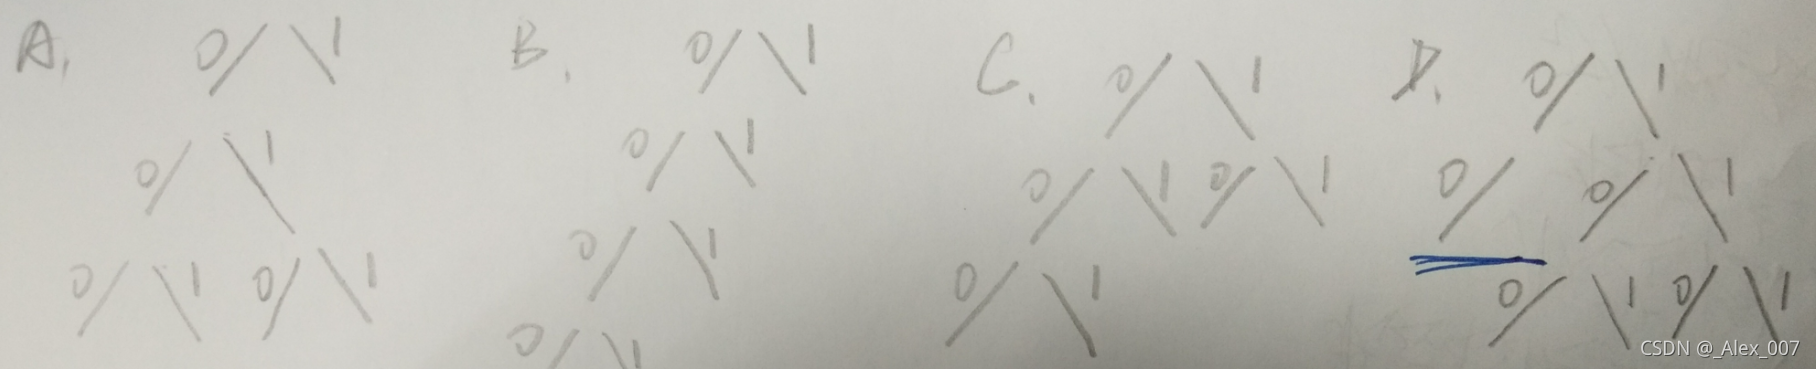 A. 0 1 B. 0 1 C. 0 1 D. 0 1
0 1 0 1 0 1 0 1 0 0 1
0 1 0 1 0 1 0 1 0 1 0 1
0 1
CSDN @_Alex_007